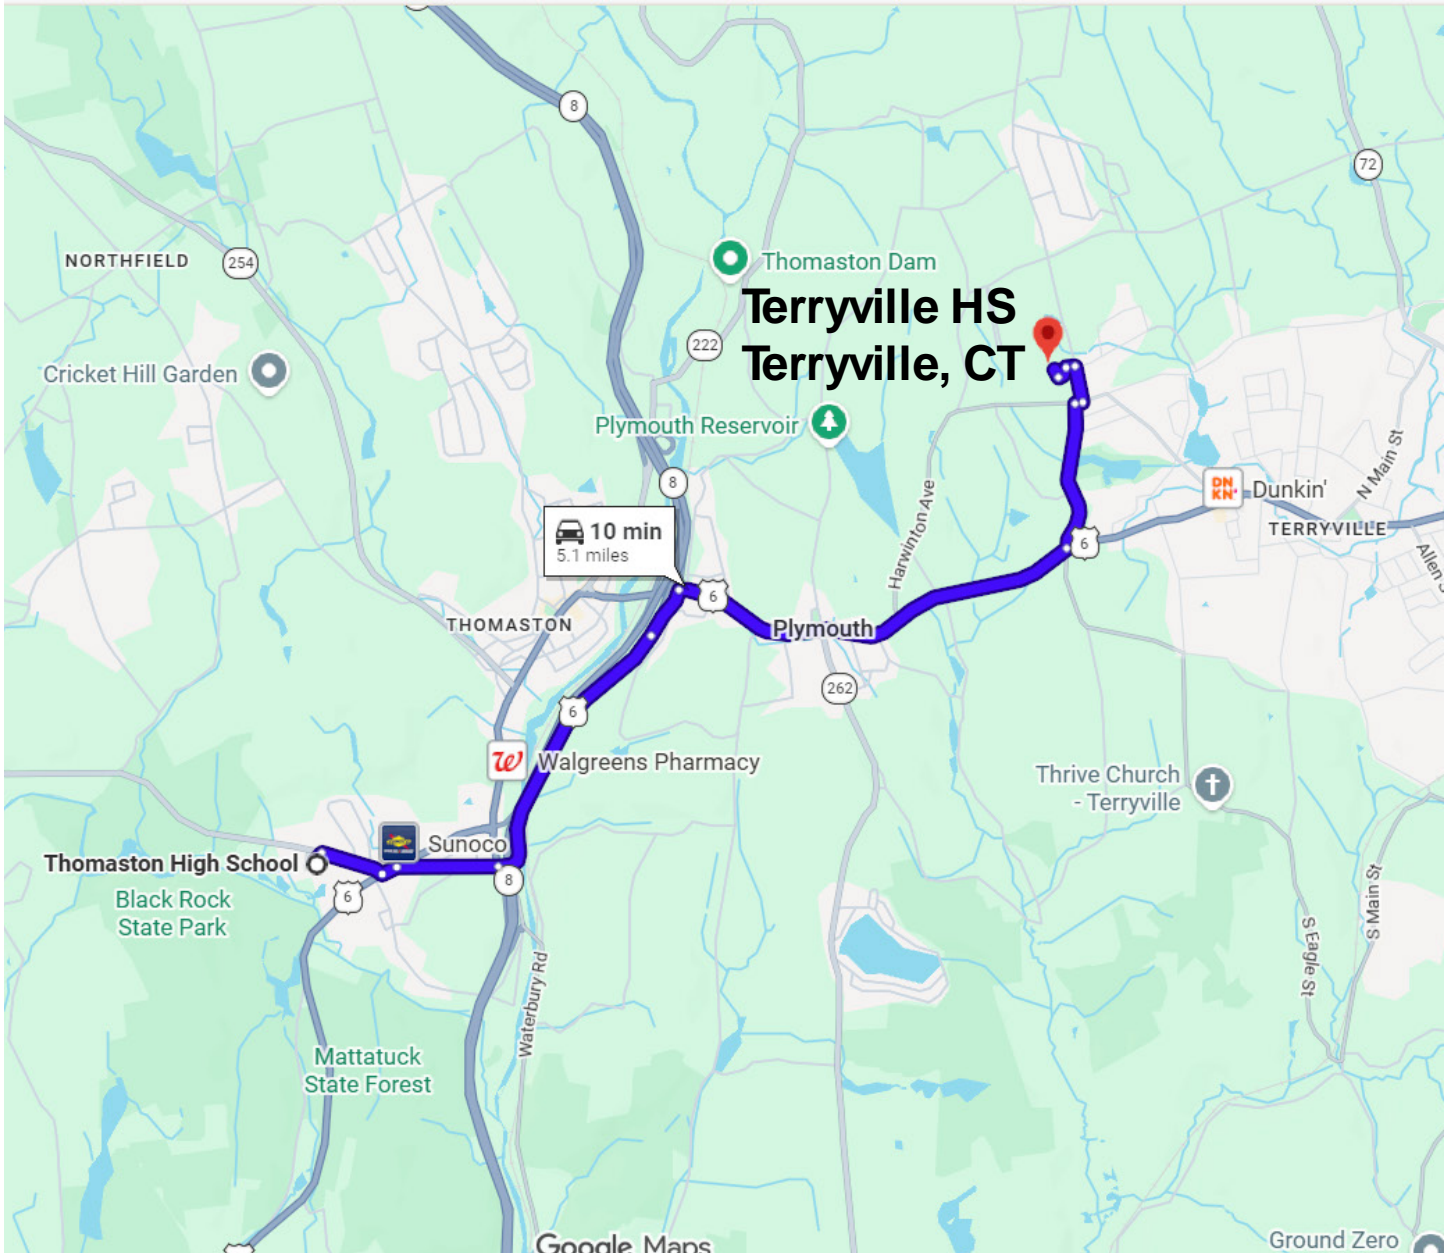 8
72
NORTHFIELD
254
Thomaston Dam
Terryville HS
Terryville, CT
222
Cricket Hill Garden
Plymouth Reservoir
8
N Main St
DN
KN'
Dunkin'
TERRYVILLE
10 min
5.1 miles
Harwinton Ave
6
Allen S
6
THOMASTON
Plymouth
262
6
W
Walgreens Pharmacy
Thrive Church
- Terryville
Sunoco
Thomaston High School
8
6
Black Rock
State Park
S Main St
S Eagle St
Waterbury Rd
Mattatuck
State Forest
Google Maps
Ground Zero